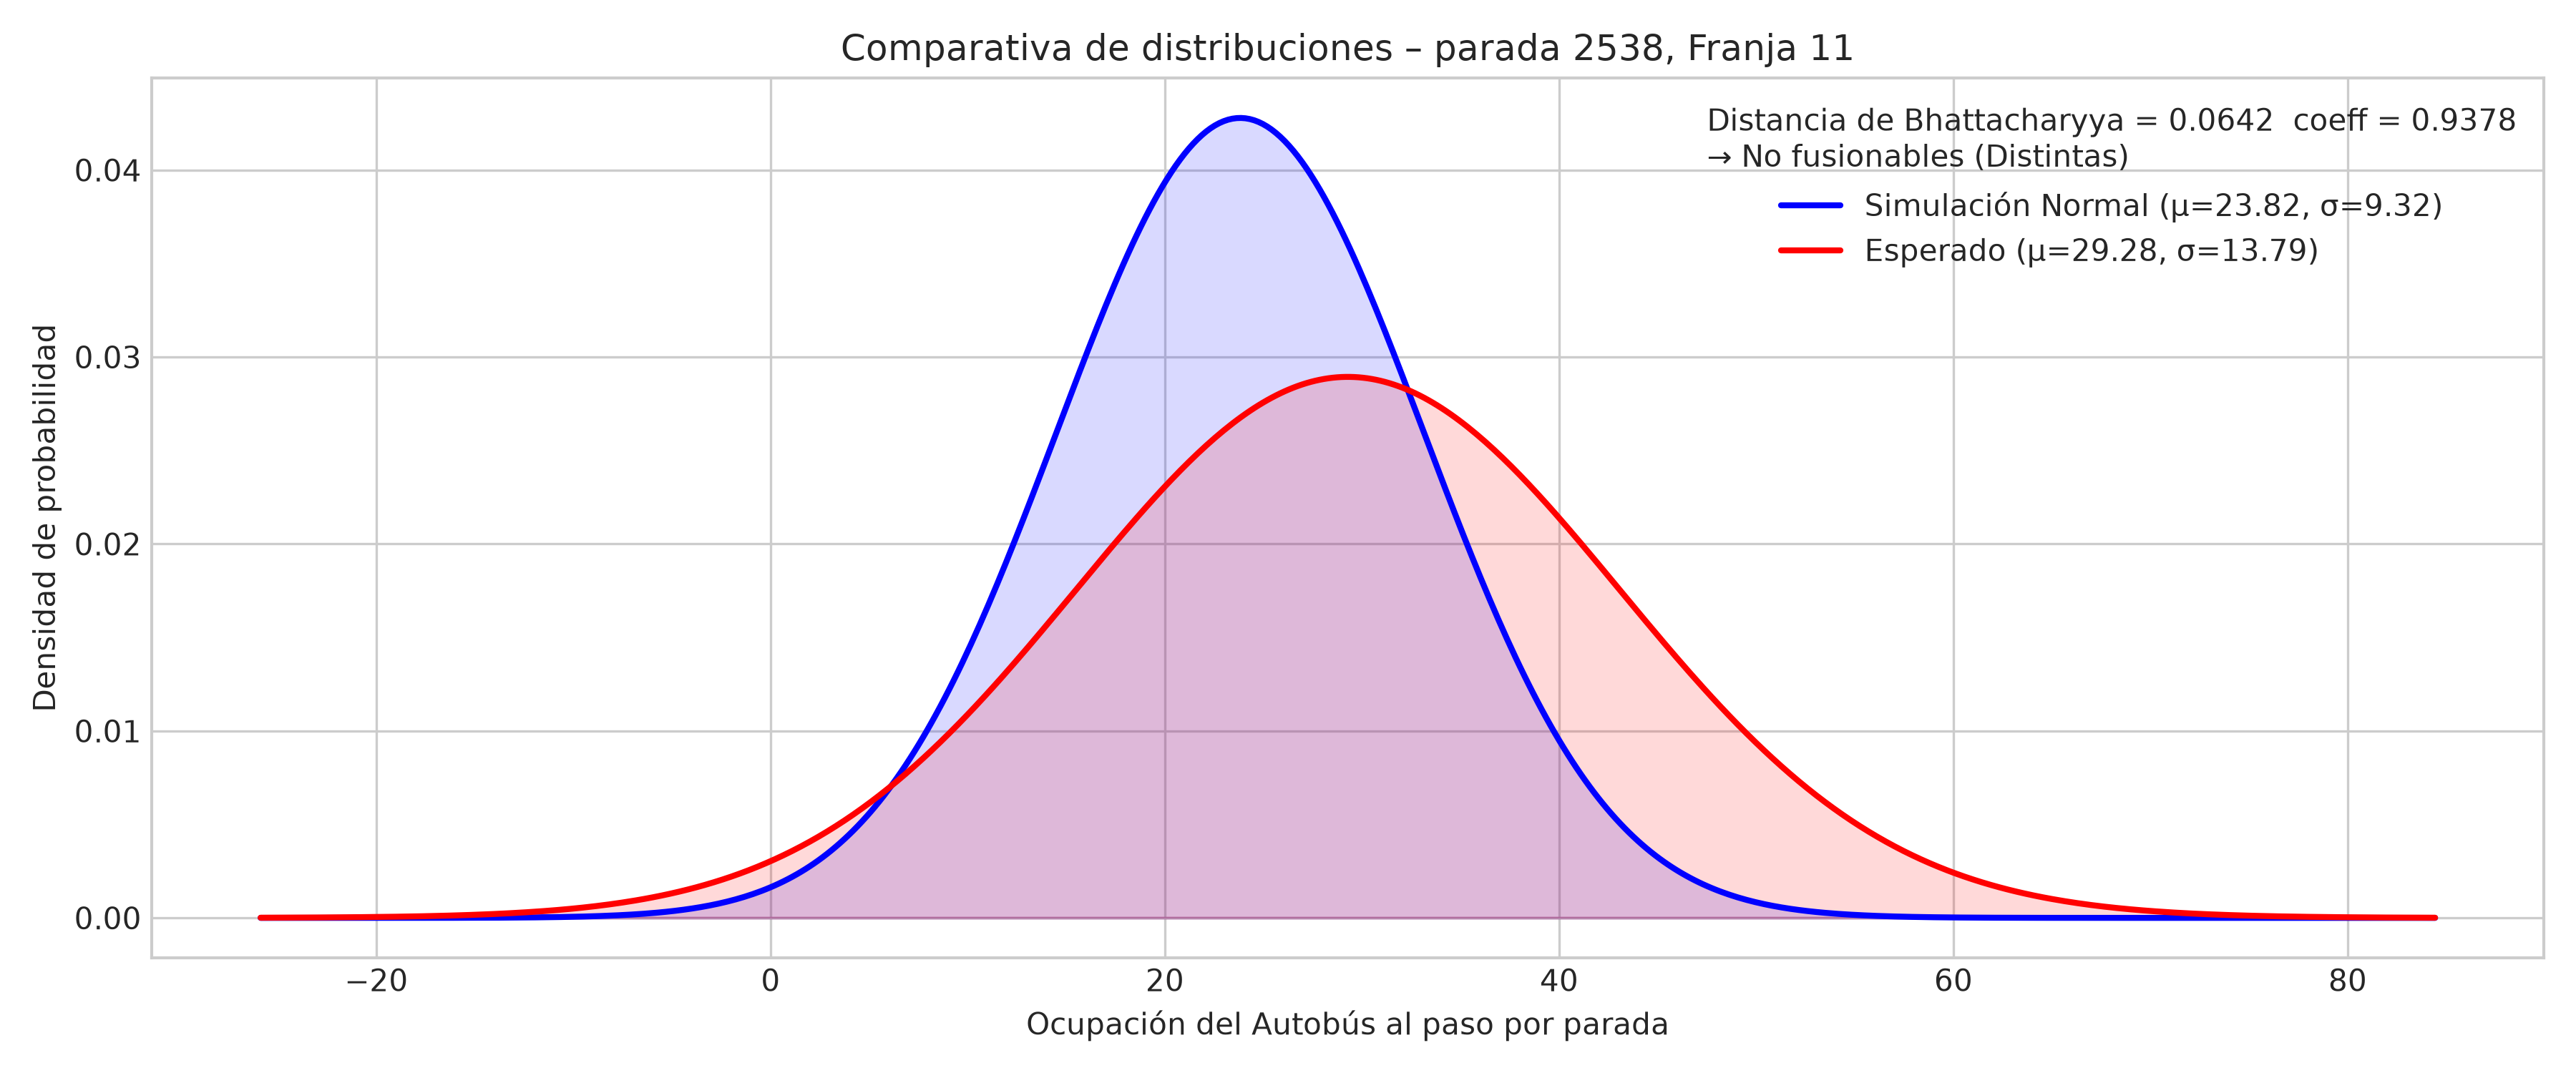 Comparativa de distribuciones – parada 2538, Franja 11
Distancia de Bhattacharyya = 0.0642  coeff = 0.9378
→ No fusionables (Distintas)
Simulación Normal (μ=23.82, σ=9.32)
Esperado (μ=29.28, σ=13.79)
Densidad de probabilidad
0.04
0.03
0.02
0.01
0.00
−20 0 20 40 60 80
Ocupación del Autobús al paso por parada